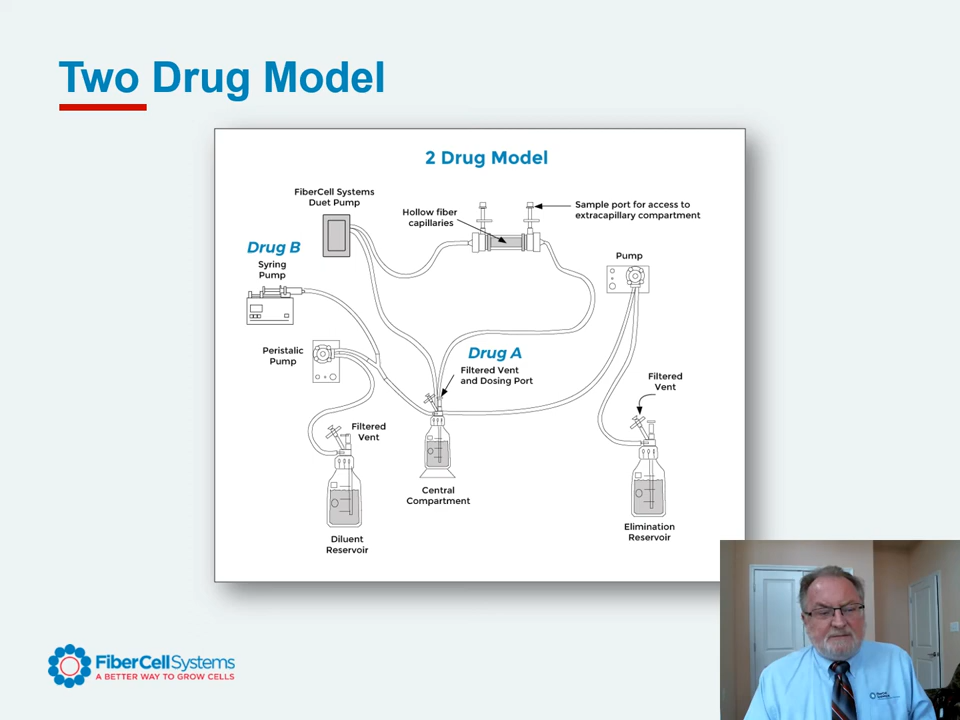 Two Drug Model
2 Drug Model
FiberCell Systems
Duet Pump
Hollow fiber
capillaries
Sample port for access to
extracapillary compartment
Drug B
Syring
Pump
Pump
Peristalic
Pump
Drug A
Filtered Vent
and Dosing Port
Filtered
Vent
Filtered
Vent
Central
Compartment
Diluent
Reservoir
Elimination
Reservoir
FiberCellSystems
A BETTER WAY TO GROW CELLS